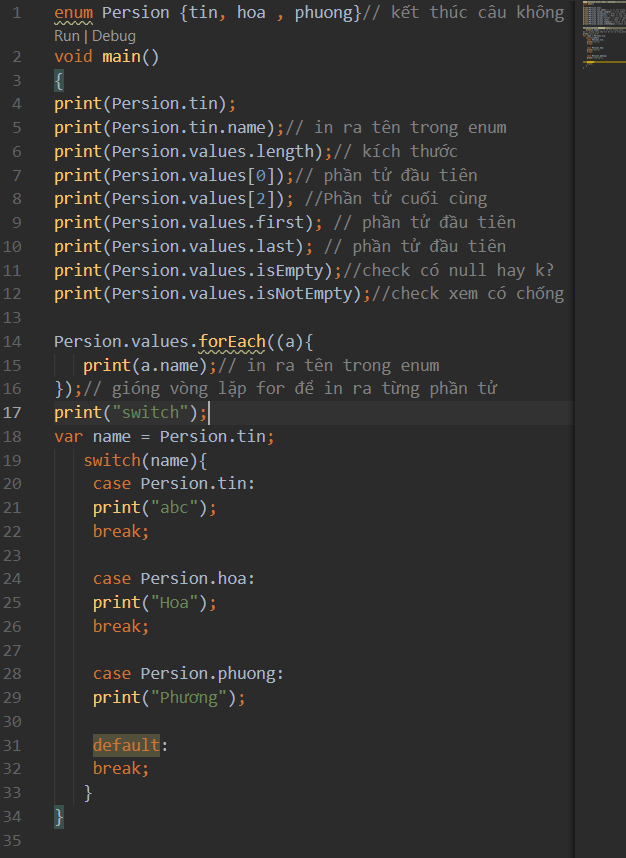 1 enum Persion {tin, hoa , phuong}// kết thúc câu không
Run | Debug
2 void main()
3 {
4 print(Persion.tin);
5 print(Persion.tin.name);// in ra tên trong enum
6 print(Persion.values.length);// kích thước
7 print(Persion.values[0]);// phần tử đầu tiên
8 print(Persion.values[2]); //Phần tử cuối cùng
9 print(Persion.values.first); // phần tử đầu tiên
10 print(Persion.values.last); // phần tử đầu tiên
11 print(Persion.values.isEmpty);//check có null hay k?
12 print(Persion.values.isNotEmpty);//check xem có chống
13
14 Persion.values.forEach((a){
15 print(a.name);// in ra tên trong enum
16 });// gióng vòng lặp for để in ra từng phần tử
17 print("switch");
18 var name = Persion.tin;
19 switch(name){
20 case Persion.tin:
21 print("abc");
22 break;
23
24 case Persion.hoa:
25 print("Hoa");
26 break;
27
28 case Persion.phuong:
29 print("Phương");
30
31 default:
32 break;
33 }
34 }
35